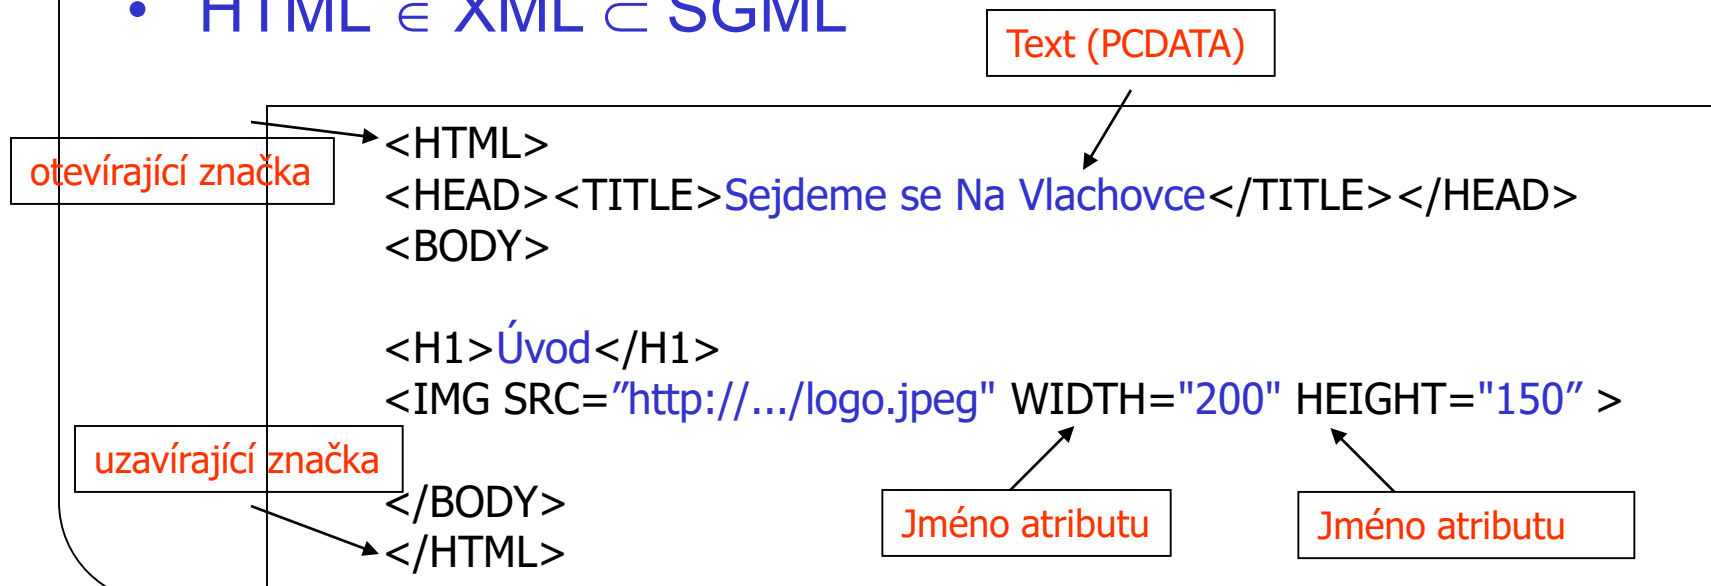 • HTML ∈ XML ⊂ SGML
Text (PCDATA)
<HTML>
otevírající značka
<HEAD><TITLE>Sejdeme se Na Vlachovce</TITLE></HEAD>
<BODY>
<H1>Úvod</H1>
<IMG SRC=”http://.../logo.jpeg" WIDTH="200" HEIGHT="150” >
uzavírající značka
</BODY>
Jméno atributu
Jméno atributu
</HTML>